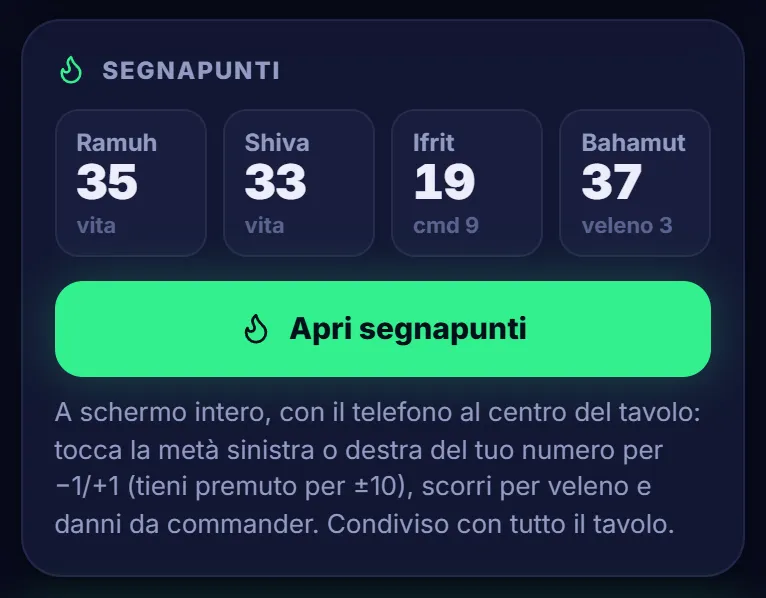 SEGNAPUNTI
Ramuh
35
vita
Shiva
33
vita
Ifrit
19
cmd 9
Bahamut
37
veleno 3
Apri segnapunti
A schermo intero, con il telefono al centro del tavolo:
tocca la metà sinistra o destra del tuo numero per
−1/+1 (tieni premuto per ±10), scorri per veleno e
danni da commander. Condiviso con tutto il tavolo.